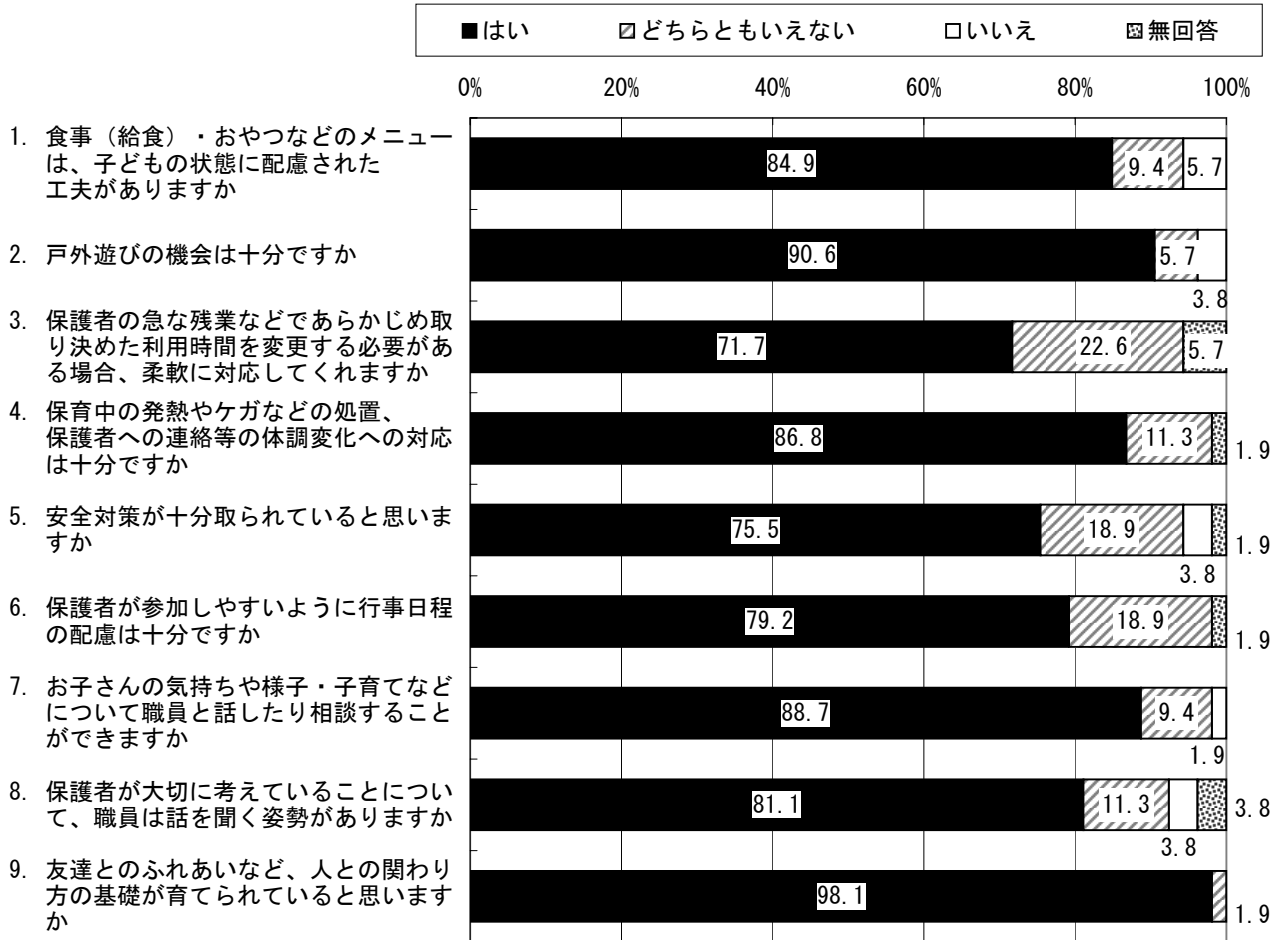 ■はい ▨どちらともいえない □いいえ ▩無回答
0% 20% 40% 60% 80% 100%
1. 食事（給食）・おやつなどのメニュー
は、子どもの状態に配慮された
工夫がありますか
84.9 9.4 5.7
2. 戸外遊びの機会は十分ですか
90.6 5.7
3.8
3. 保護者の急な残業などであらかじめ取
り決めた利用時間を変更する必要があ
る場合、柔軟に対応してくれますか
71.7 22.6 5.7
4. 保育中の発熱やケガなどの処置、
保護者への連絡等の体調変化への対応
は十分ですか
86.8 11.3 1.9
5. 安全対策が十分取られていると思いま
すか
75.5 18.9 1.9
3.8
6. 保護者が参加しやすいように行事日程
の配慮は十分ですか
79.2 18.9 1.9
7. お子さんの気持ちや様子・子育てなど
について職員と話したり相談すること
ができますか
88.7 9.4
1.9
8. 保護者が大切に考えていることについ
て、職員は話を聞く姿勢がありますか
81.1 11.3 3.8
3.8
9. 友達とのふれあいなど、人との関わり
方の基礎が育てられていると思います
か
98.1 1.9